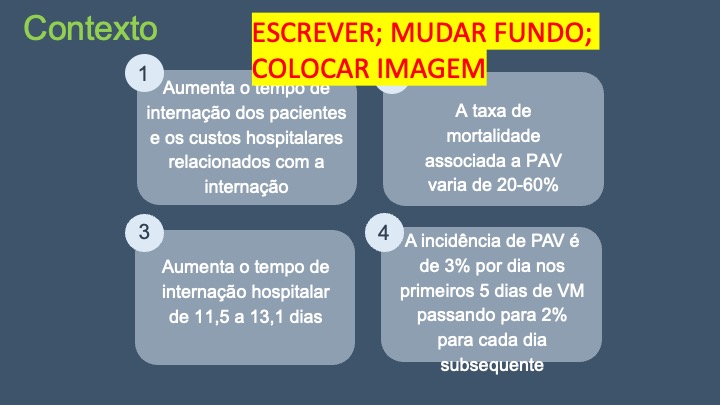 Contexto
ESCREVER; MUDAR FUNDO;
COLOCAR IMAGEM
1
Aumenta o tempo de
internação dos pacientes
e os custos hospitalares
relacionados com a
internação
A taxa de
mortalidade
associada a PAV
varia de 20-60%
3
Aumenta o tempo de
internação hospitalar
de 11,5 a 13,1 dias
4
A incidência de PAV é
de 3% por dia nos
primeiros 5 dias de VM
passando para 2%
para cada dia
subsequente